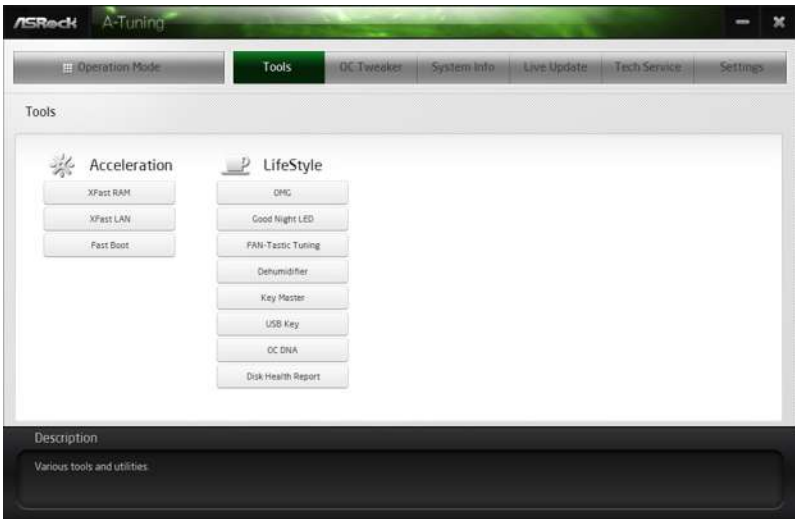 ASRock A-Tuning
Operation Mode Tools OC Tweaker System Info Live Update Tech Service Settings
Tools
Acceleration
XFast RAM
XFast LAN
Fast Boot
LifeStyle
OMG
Good Night LED
FAN-Tastic Tuning
Dehumidifier
Key Master
USB Key
OC DNA
Disk Health Report
Description
Various tools and utilities.